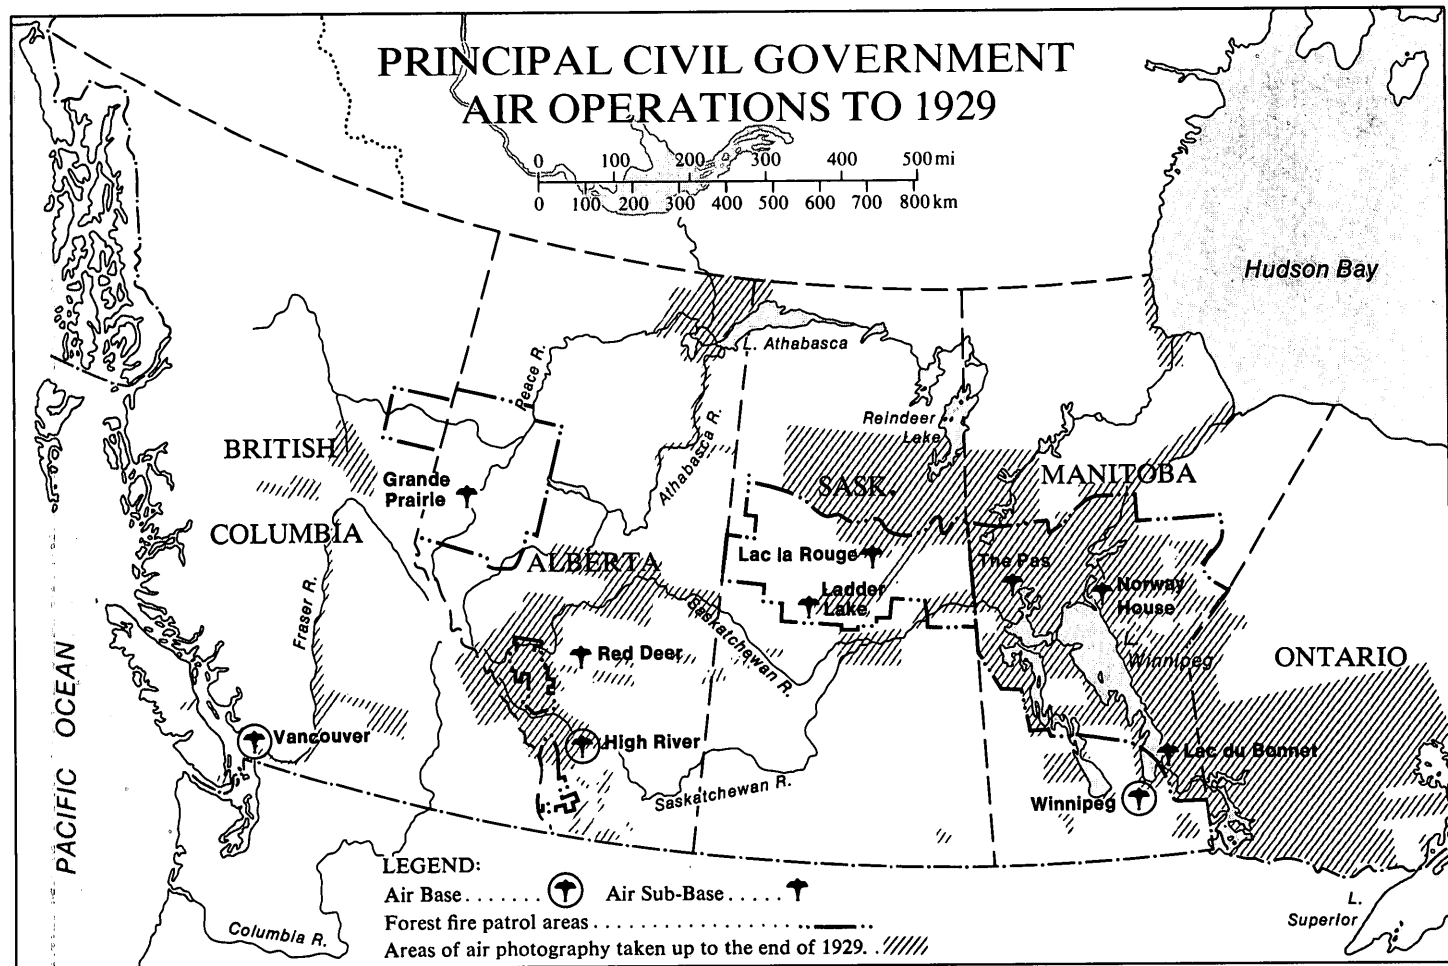 PRINCIPAL CIVIL GOVERNMENT
AIR OPERATIONS TO 1929
0 100 200 300 400 500 mi
0 100 200 300 400 500 600 700 800 km
Hudson Bay
L. Athabasca
Peace R.
Reindeer
Lake
Athabasca R.
BRITISH
COLUMBIA
Grande
Prairie
SASK.
MANITOBA
ALBERTA
Lac la Rouge
The Pas
Ladder
Lake
Norway
House
Fraser R.
Saskatchewan R.
Red Deer
Winnipeg
ONTARIO
PACIFIC OCEAN
Vancouver
High River
Lac du Bonnet
Saskatchewan R.
Winnipeg
LEGEND:
Air Base....... Air Sub-Base.....
Forest fire patrol areas
Areas of air photography taken up to the end of 1929..
Columbia R.
L.
Superior